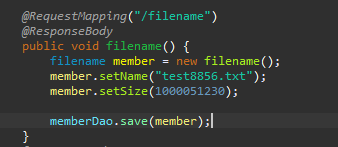 @RequestMapping("/filename")
@ResponseBody
public void filename() {
filename member = new filename();
member.setName("test8856.txt");
member.setSize(1000051230);
memberDao.save(member);
}